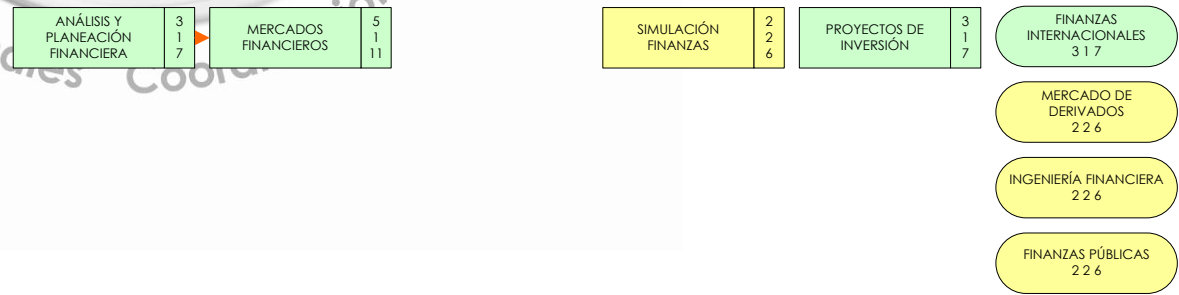 ANÁLISIS Y
PLANEACIÓN
FINANCIERA
3
1
7
MERCADOS
FINANCIEROS
5
1
11
SIMULACIÓN
FINANZAS
2
2
6
PROYECTOS DE
INVERSIÓN
3
1
7
FINANZAS
INTERNACIONALES
3 1 7
MERCADO DE
DERIVADOS
2 2 6
INGENIERÍA FINANCIERA
2 2 6
FINANZAS PÚBLICAS
2 2 6